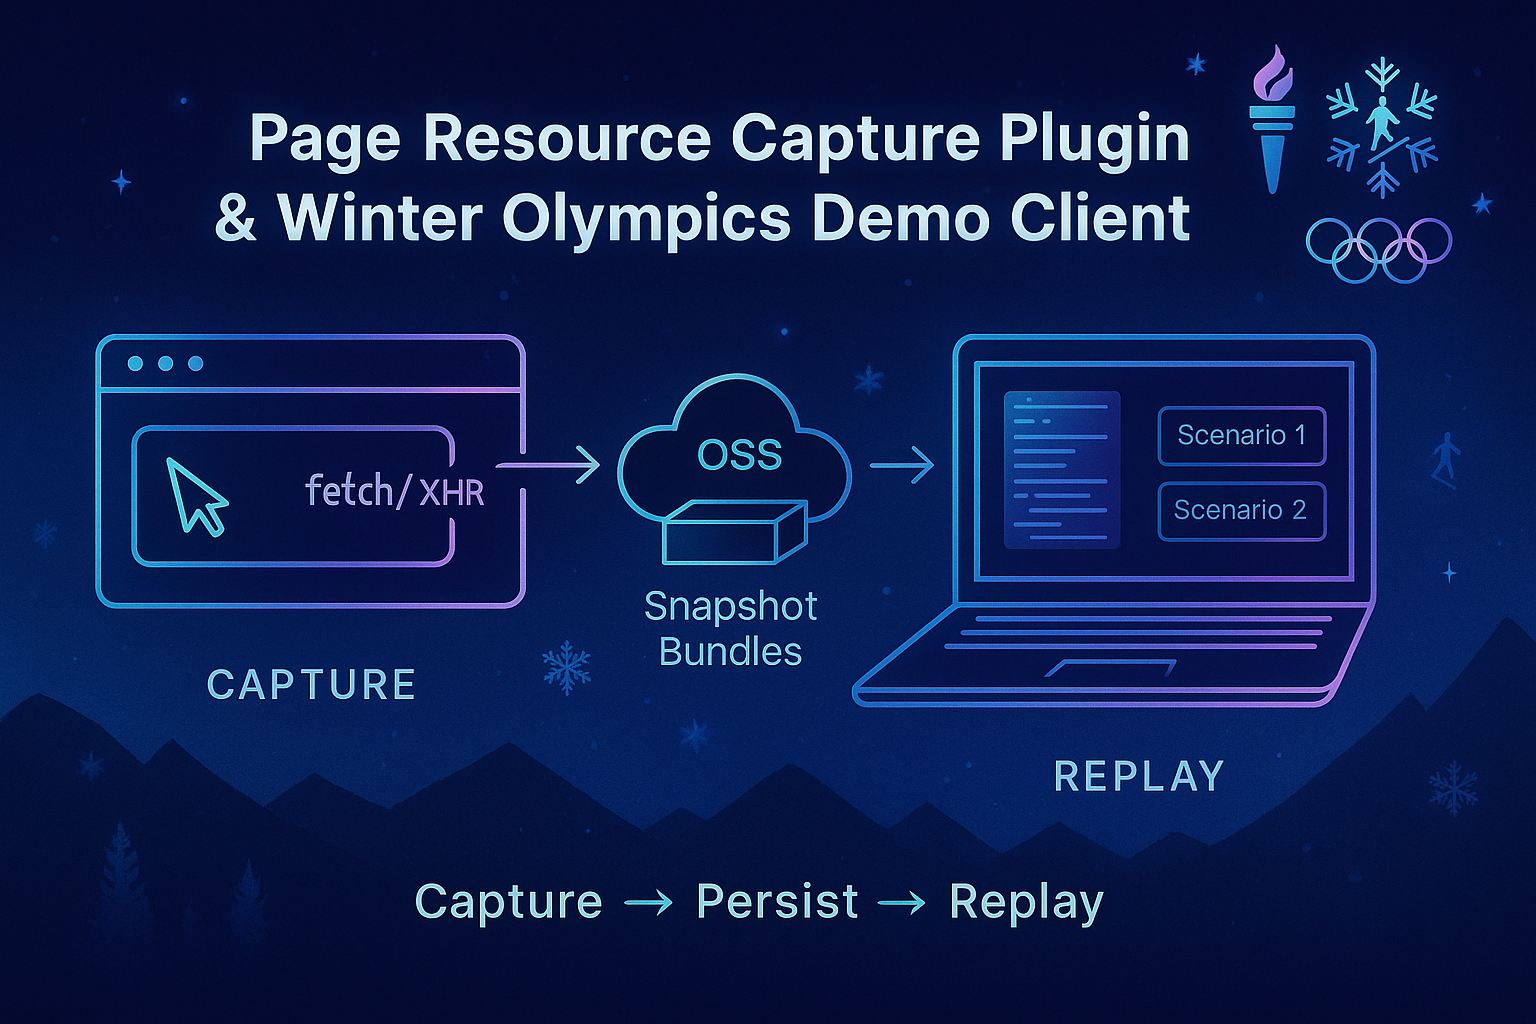 Page Resource Capture Plugin
& Winter Olympics Demo Client
fetch/XHR
OSS
Scenario 1
Scenario 2
Snapshot
Bundles
CAPTURE
REPLAY
Capture → Persist → Replay